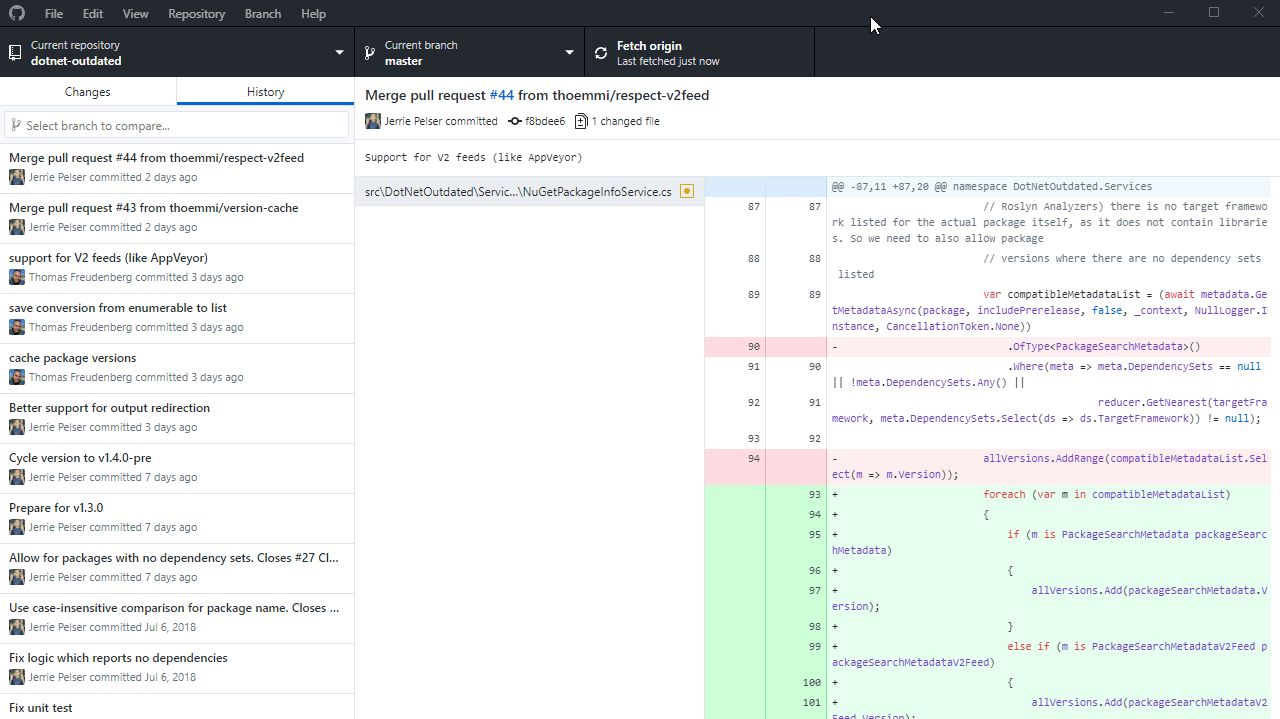 File Edit View Repository Branch Help
Current repository
dotnet-outdated
Current branch
master
Fetch origin
Last fetched just now
Changes
History
Select branch to compare...
Merge pull request #44 from thoemmi/respect-v2feed
Jerrie Pelser committed 2 days ago
Merge pull request #43 from thoemmi/version-cache
Jerrie Pelser committed 2 days ago
support for V2 feeds (like AppVeyor)
Thomas Freudenberg committed 3 days ago
save conversion from enumerable to list
Thomas Freudenberg committed 3 days ago
cache package versions
Thomas Freudenberg committed 3 days ago
Better support for output redirection
Jerrie Pelser committed 3 days ago
Cycle version to v1.4.0-pre
Jerrie Pelser committed 7 days ago
Prepare for v1.3.0
Jerrie Pelser committed 7 days ago
Allow for packages with no dependency sets. Closes #27 Cl...
Jerrie Pelser committed 7 days ago
Use case-insensitive comparison for package name. Closes ...
Jerrie Pelser committed Jul 6, 2018
Fix logic which reports no dependencies
Jerrie Pelser committed Jul 6, 2018
Fix unit test
Merge pull request #44 from thoemmi/respect-v2feed
Jerrie Pelser committed f8bdee6 1 changed file
Support for V2 feeds (like AppVeyor)
src\DotNetOutdated\Servic...\NuGetPackageInfoService.cs
@@ -87,11 +87,20 @@ namespace DotNetOutdated.Services
87 87 // Roslyn Analyzers) there is no target framewo
rk listed for the actual package itself, as it does not contain librarie
s. So we need to also allow package
88 88 // versions where there are no dependency sets
listed
89 89 var compatibleMetadataList = (await metadata.Ge
tMetadataAsync(package, includePrerelease, false, _context, NullLogger.I
nstance, CancellationToken.None))
90 - .OfType<PackageSearchMetadata>()
91 90 .Where(meta => meta.DependencySets == null
|| !meta.DependencySets.Any() ||
92 91 reducer.GetNearest(targetFra
mework, meta.DependencySets.Select(ds => ds.TargetFramework)) != null);
93 92
94 - allVersions.AddRange(compatibleMetadataList.Sel
ect(m => m.Version));
93 + foreach (var m in compatibleMetadataList)
94 + {
95 + if (m is PackageSearchMetadata packageSearc
hMetadata)
96 + {
97 + allVersions.Add(packageSearchMetadata.V
ersion);
98 + }
99 + else if (m is PackageSearchMetadataV2Feed p
ackageSearchMetadataV2Feed)
100 + {
101 + allVersions.Add(packageSearchMetadataV2
Feed.Version);